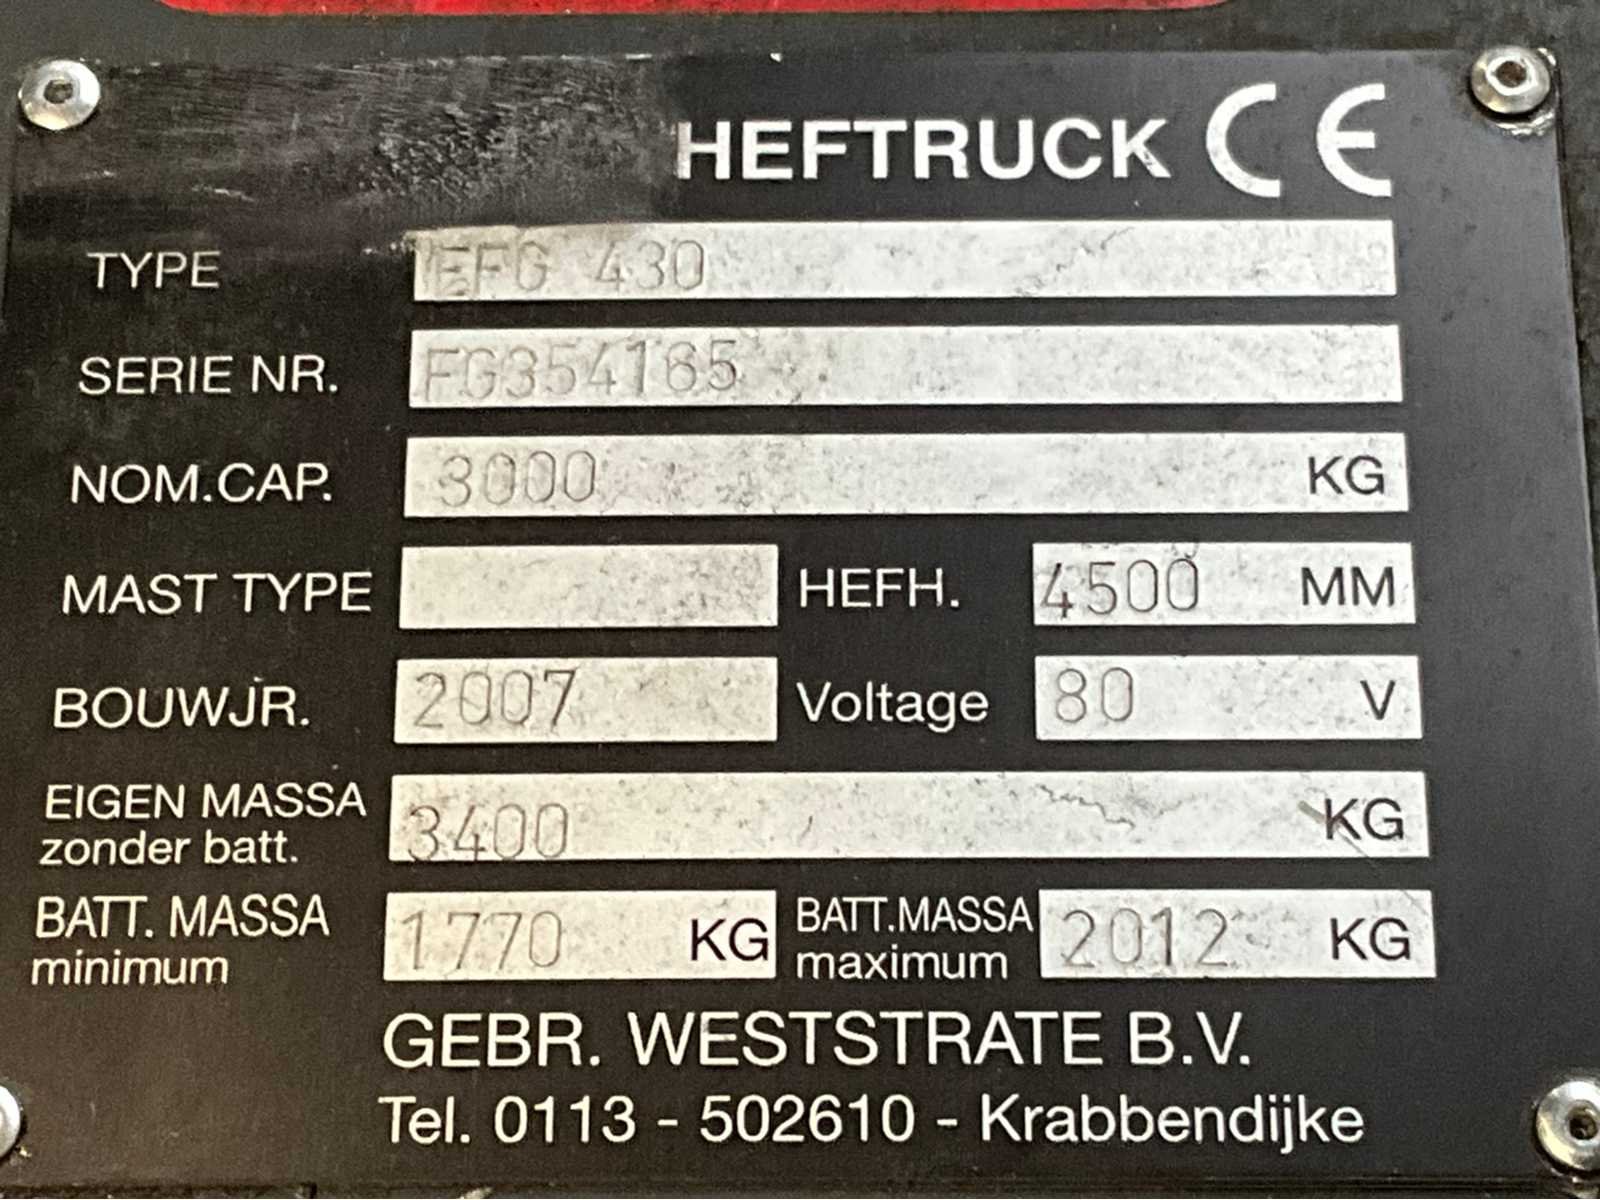 HEFTRUCK CE
TYPE EFG 430
SERIE NR. FG354165
NOM.CAP. 3000 KG
MAST TYPE HEFH. 4500 MM
BOUWJR. 2007 Voltage 80 V
EIGEN MASSA
zonder batt. 3400 KG
BATT. MASSA
minimum 1770 KG
BATT.MASSA
maximum 2012 KG
GEBR. WESTSTRATE B.V.
Tel. 0113 - 502610 - Krabbendijke